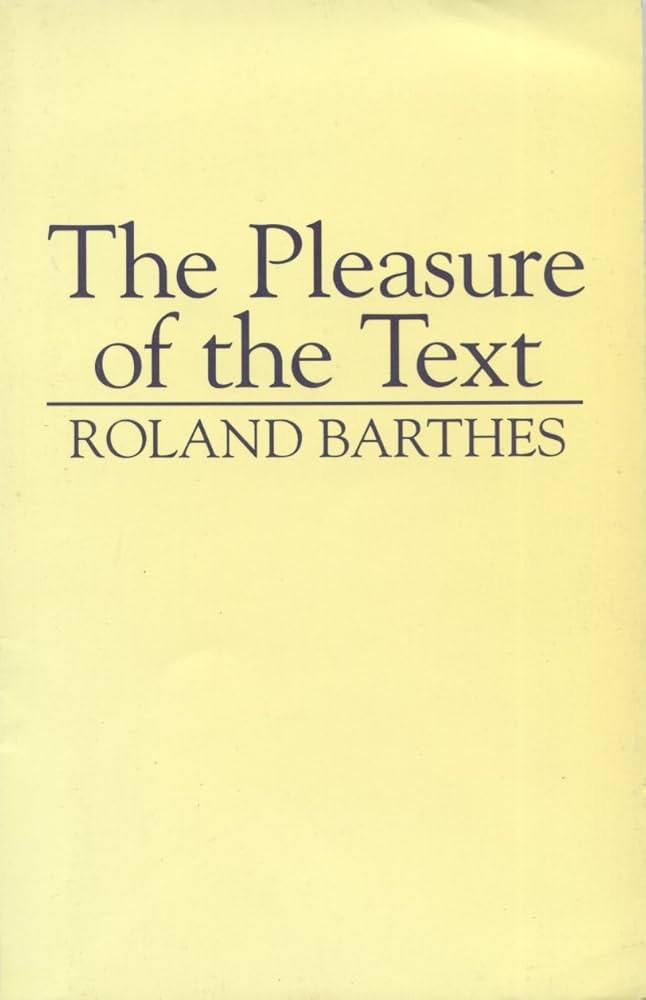 The Pleasure
of the Text
ROLAND BARTHES